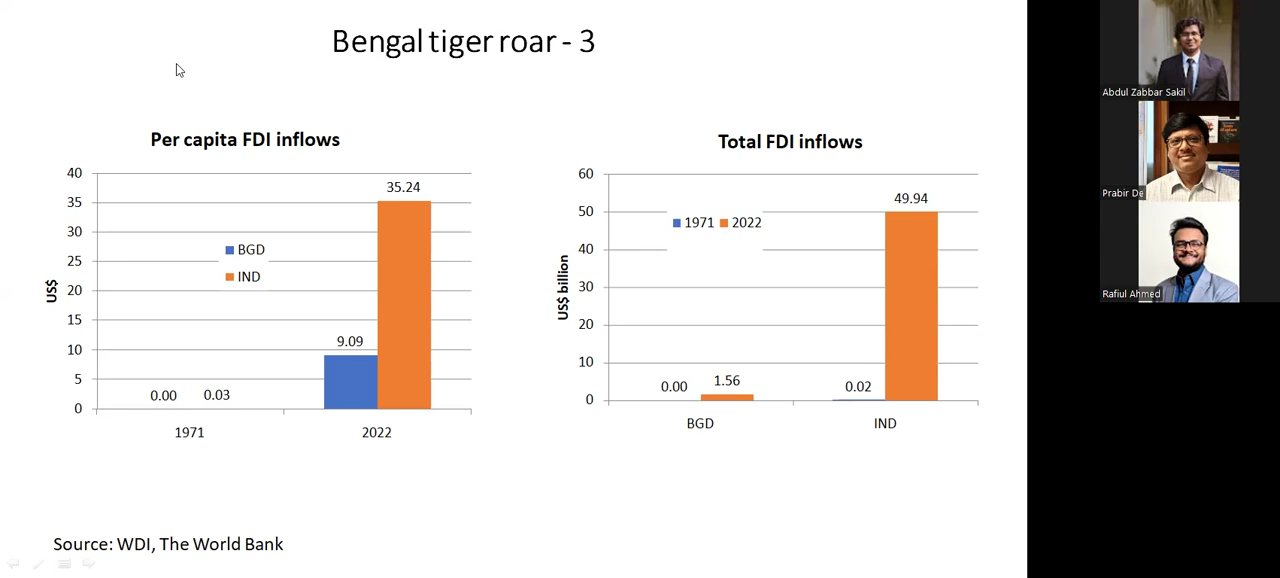 Bengal tiger roar - 3
Per capita FDI inflows
40
35
30
25
20
15
10
5
0
US$
BGD
IND
0.00
0.03
9.09
35.24
1971
2022
Total FDI inflows
60
50
40
30
20
10
0
US$ billion
1971 2022
0.00
1.56
0.02
49.94
BGD
IND
Source: WDI, The World Bank
Abdul Zabbar Sakil
Prabir De
Rafiul Ahmed